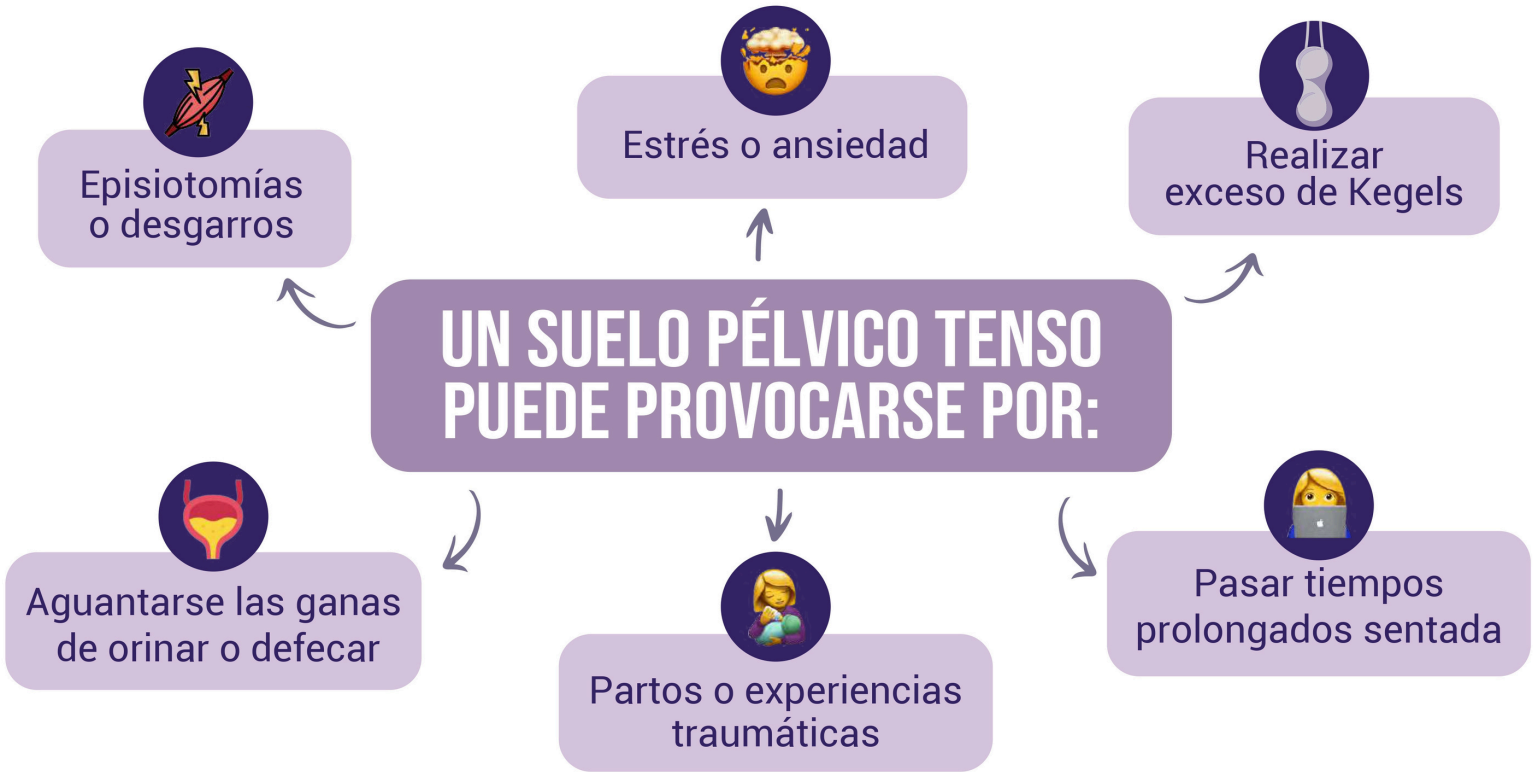 Episiotomías
o desgarros
Estrés o ansiedad
Realizar
exceso de Kegels
UN SUELO PÉLVICO TENSO
PUEDE PROVOCARSE POR:
Aguantarse las ganas
de orinar o defecar
Partos o experiencias
traumáticas
Pasar tiempos
prolongados sentada